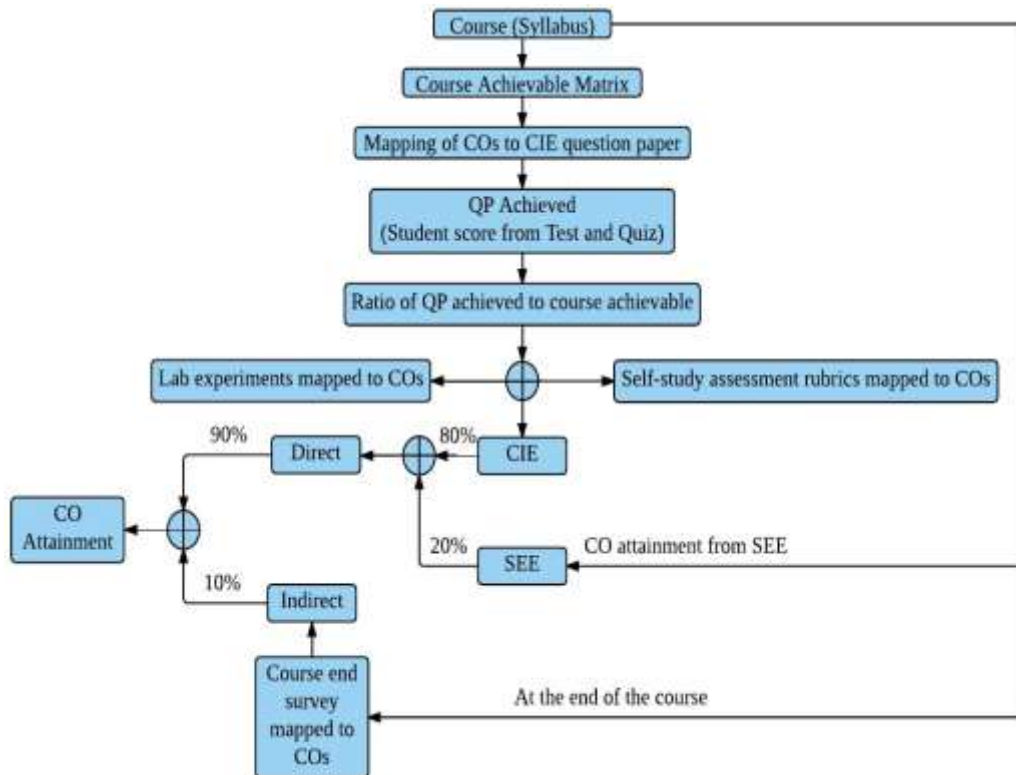 Course (Syllabus)
Course Achievable Matrix
Mapping of COs to CIE question paper
QP Achieved
(Student score from Test and Quiz)
Ratio of QP achieved to course achievable
Lab experiments mapped to COs
Self-study assessment rubrics mapped to COs
90%
Direct
80%
CIE
CO
Attainment
20%
SEE
CO attainment from SEE
10%
Indirect
Course end
survey
mapped to
COs
At the end of the course